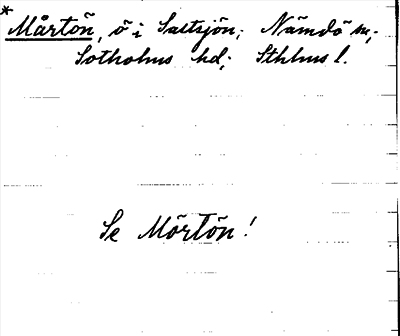 * Mårtön, ö i Saltsjön; Nämdö sn;
Sotholms hd; Sthlms l.
Se Mörtön!